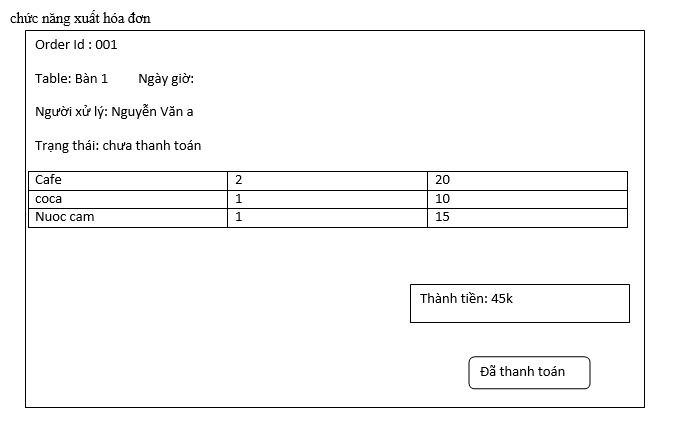 chức năng xuất hóa đơn
Order Id : 001
Table: Bàn 1 Ngày giờ:
Người xử lý: Nguyễn Văn a
Trạng thái: chưa thanh toán
Cafe 2 20
coca 1 10
Nuoc cam 1 15
Thành tiền: 45k
Đã thanh toán